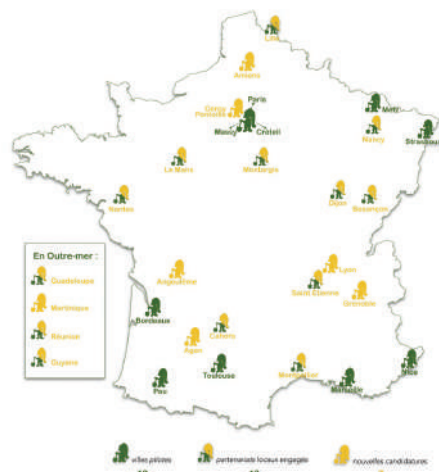 Lille
Amiens
Paris
Cergy
Pontoise
Massy
Créteil
Metz
Nancy
Strasbourg
Le Mans
Montargis
Nantes
Dijon
Besançon
En Outre-mer :
Guadeloupe
Martinique
Réunion
Guyane
Angoulême
Lyon
Saint Etienne
Grenoble
Bordeaux
Cahors
Agen
Toulouse
Pau
Montpellier
Marseille
Nice
villes pilotes
partenariats locaux engagés
nouvelles candidatures